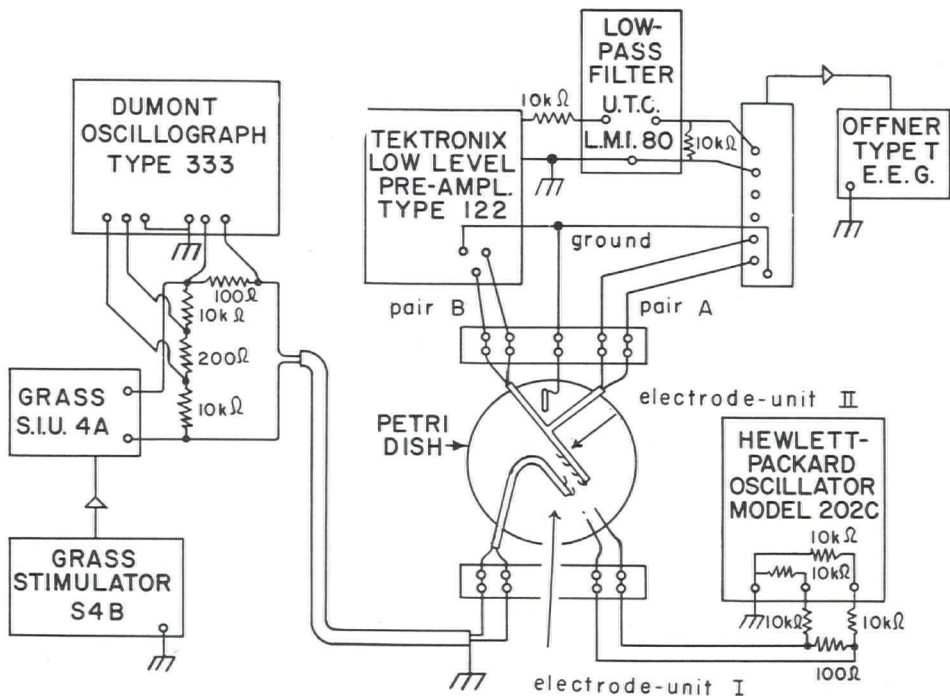 DUMONT
OSCILLOGRAPH
TYPE 333
100Ω
10kΩ
200Ω
10kΩ
GRASS
S.I.U. 4A
GRASS
STIMULATOR
S4B
TEKTRONIX
LOW LEVEL
PRE-AMPL.
TYPE 122
10kΩ
LOW-
PASS
FILTER
U.T.C.
L.M.I. 80
10kΩ
OFFNER
TYPE T
E.E.G.
ground
pair B
pair A
PETRI
DISH
electrode-unit II
HEWLETT-
PACKARD
OSCILLATOR
MODEL 202C
10kΩ
10kΩ
10kΩ
10kΩ
100Ω
electrode-unit I